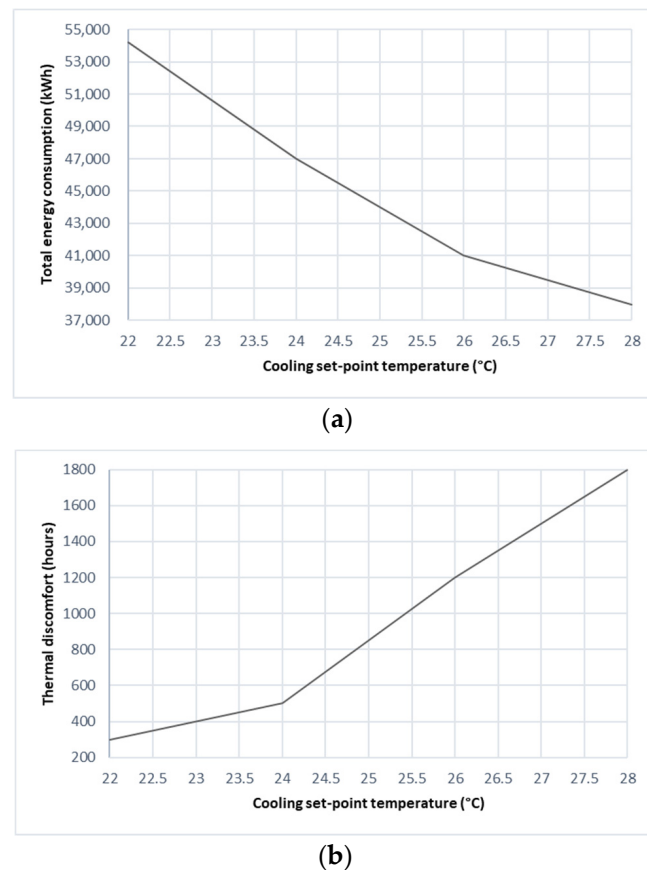 55,000
53,000
51,000
49,000
47,000
45,000
43,000
41,000
39,000
37,000
Total energy consumption (kWh)
22 22.5 23 23.5 24 24.5 25 25.5 26 26.5 27 27.5 28
Cooling set-point temperature (°C)
(a)
1800
1600
1400
1200
1000
800
600
400
200
Thermal discomfort (hours)
22 22.5 23 23.5 24 24.5 25 25.5 26 26.5 27 27.5 28
Cooling set-point temperature (°C)
(b)